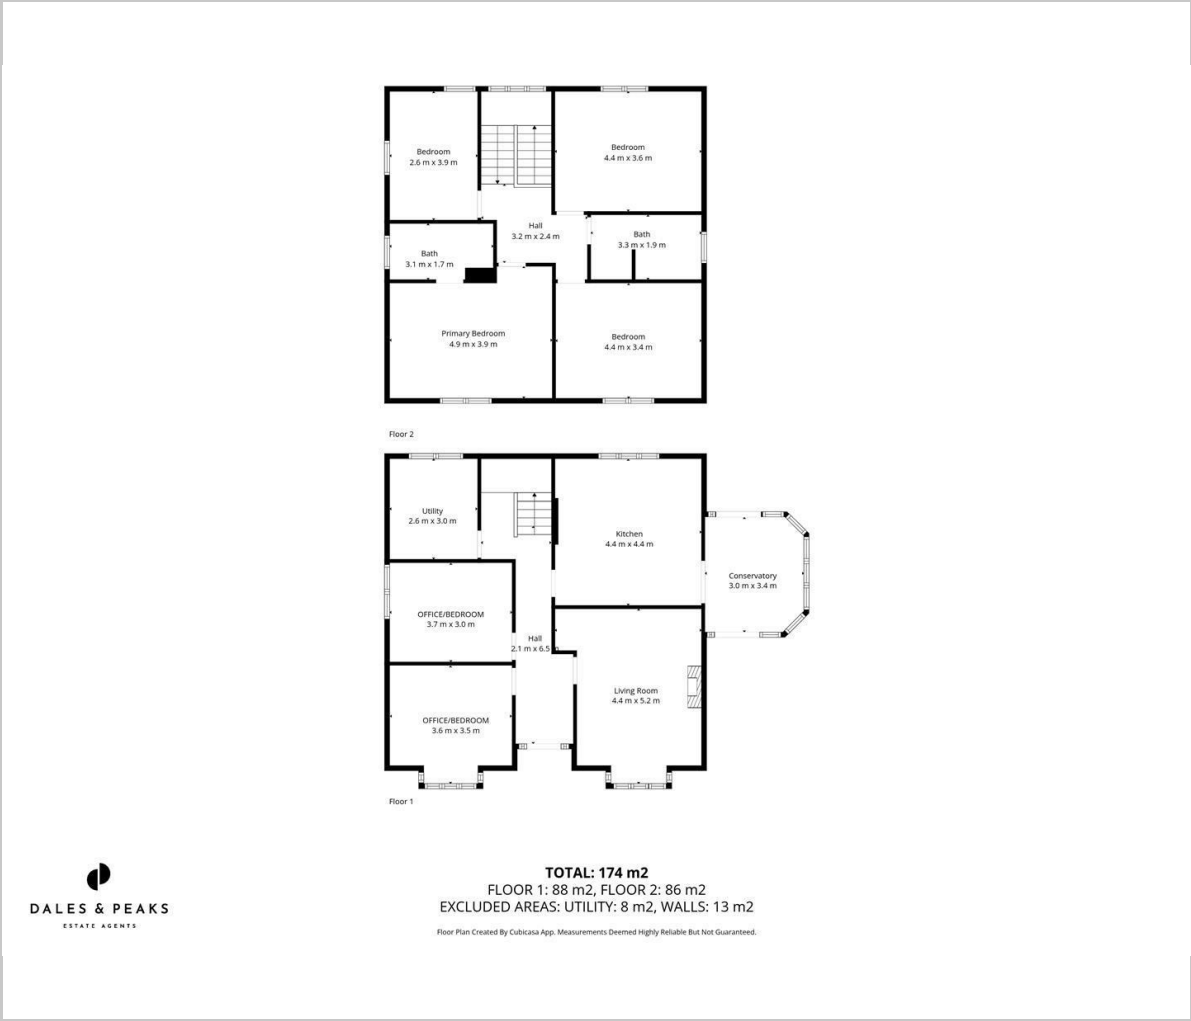 Bedroom
2.6 m x 3.9 m
Bedroom
4.4 m x 3.6 m
Hall
3.2 m x 2.4 m
Bath
3.3 m x 1.9 m
Bath
3.1 m x 1.7 m
Primary Bedroom
4.9 m x 3.9 m
Bedroom
4.4 m x 3.4 m
Floor 2
Utility
2.6 m x 3.0 m
Kitchen
4.4 m x 4.4 m
Conservatory
3.0 m x 3.4 m
OFFICE/BEDROOM
3.7 m x 3.0 m
Hall
2.1 m x 6.5 m
Living Room
4.4 m x 5.2 m
OFFICE/BEDROOM
3.6 m x 3.5 m
Floor 1
TOTAL: 174 m2
FLOOR 1: 88 m2, FLOOR 2: 86 m2
EXCLUDED AREAS: UTILITY: 8 m2, WALLS: 13 m2
Floor Plan Created By Cubicasa App. Measurements Deemed Highly Reliable But Not Guaranteed.
DALES & PEAKS
ESTATE AGENTS